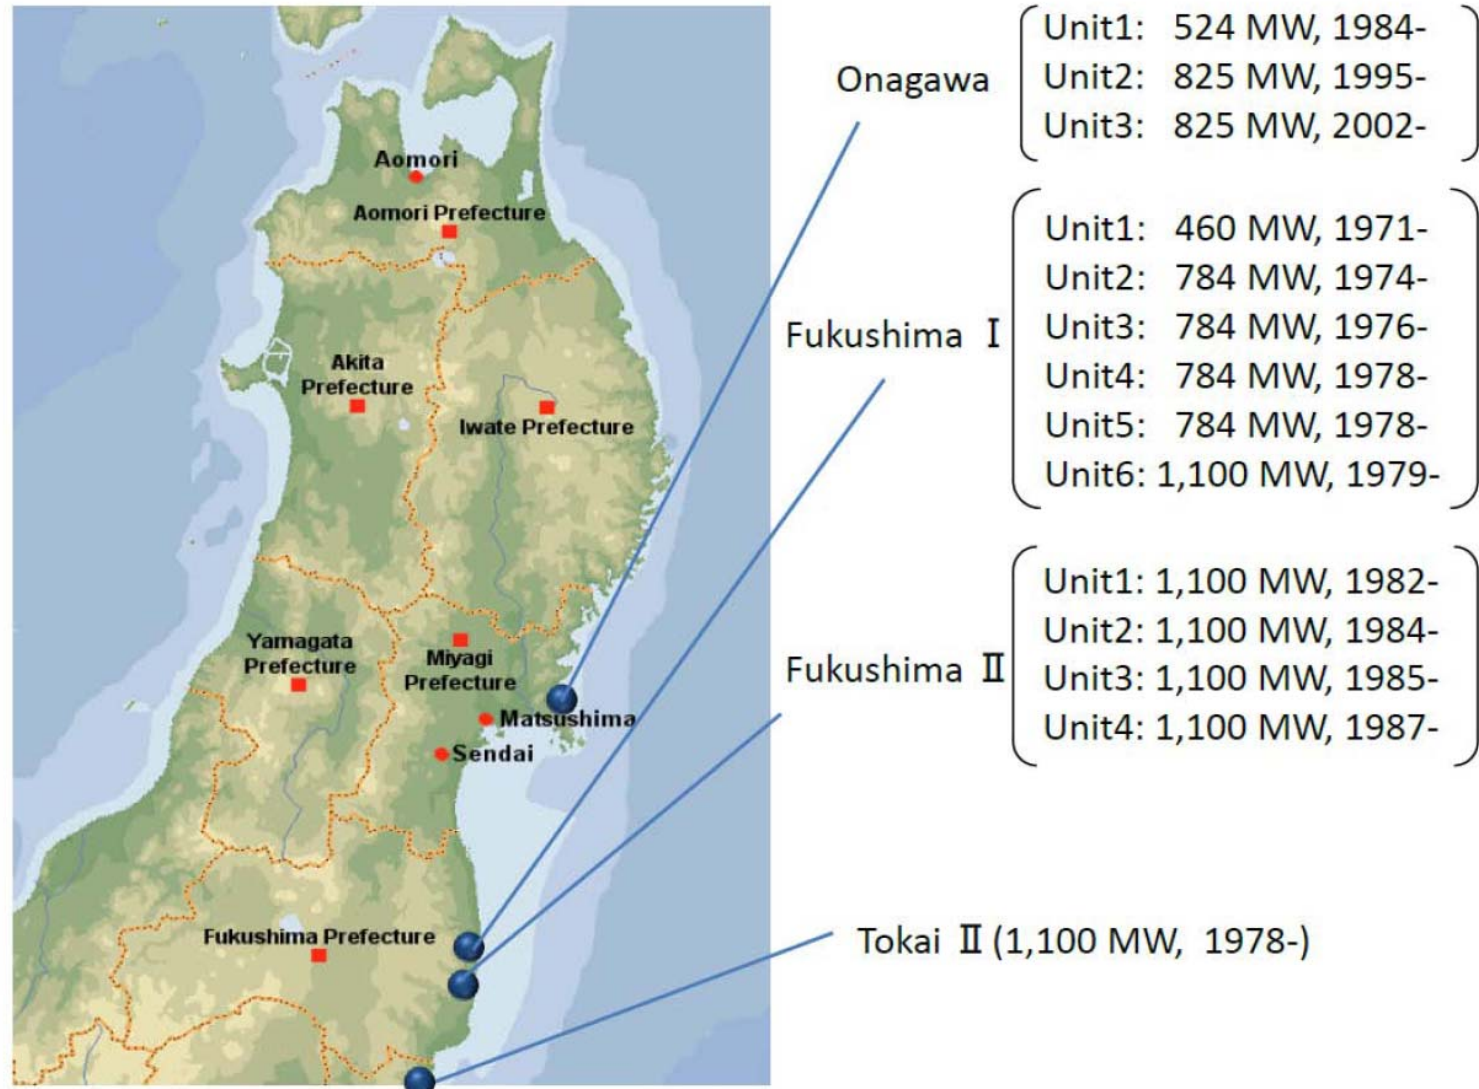 Aomori
Aomori Prefecture
Akita
Prefecture
Iwate Prefecture
Yamagata
Prefecture
Miyagi
Prefecture
Matsushima
Sendai
Fukushima Prefecture
Onagawa
Unit1: 524 MW, 1984-
Unit2: 825 MW, 1995-
Unit3: 825 MW, 2002-
Fukushima Ⅰ
Unit1: 460 MW, 1971-
Unit2: 784 MW, 1974-
Unit3: 784 MW, 1976-
Unit4: 784 MW, 1978-
Unit5: 784 MW, 1978-
Unit6: 1,100 MW, 1979-
Fukushima Ⅱ
Unit1: 1,100 MW, 1982-
Unit2: 1,100 MW, 1984-
Unit3: 1,100 MW, 1985-
Unit4: 1,100 MW, 1987-
Tokai Ⅱ (1,100 MW, 1978-)